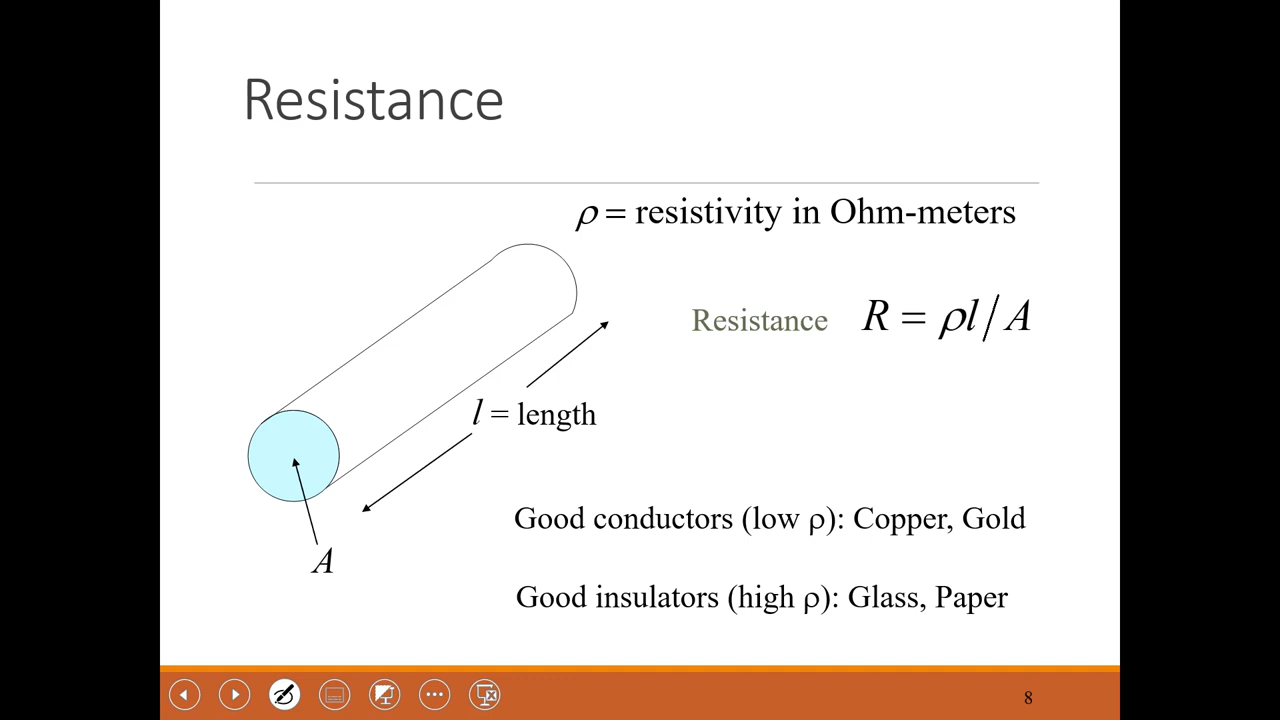 Resistance
ρ = resistivity in Ohm-meters
Resistance R = ρl/A
l = length
A
Good conductors (low ρ): Copper, Gold
Good insulators (high ρ): Glass, Paper
8